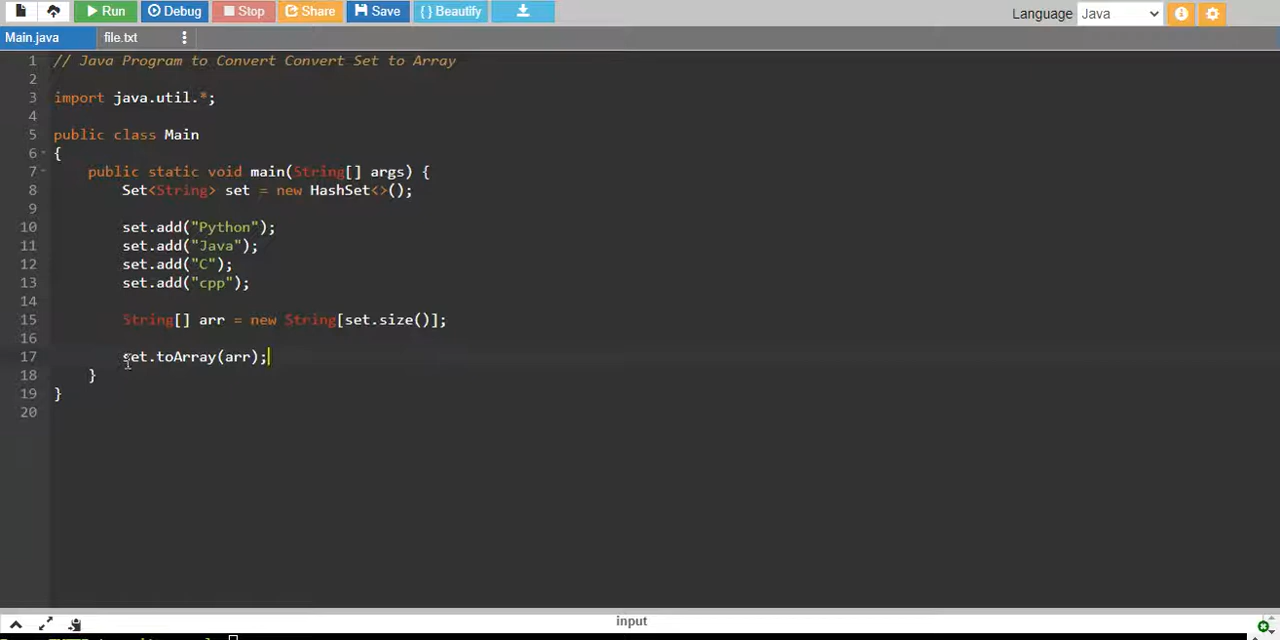 Run Debug Stop Share Save { } Beautify Language Java
Main.java file.txt
1 // Java Program to Convert Convert Set to Array
2
3 import java.util.*;
4
5 public class Main
6 {
7 public static void main(String[] args) {
8 Set<String> set = new HashSet<>();
9
10 set.add("Python");
11 set.add("Java");
12 set.add("C");
13 set.add("cpp");
14
15 String[] arr = new String[set.size()];
16
17 set.toArray(arr);
18 }
19 }
20
input